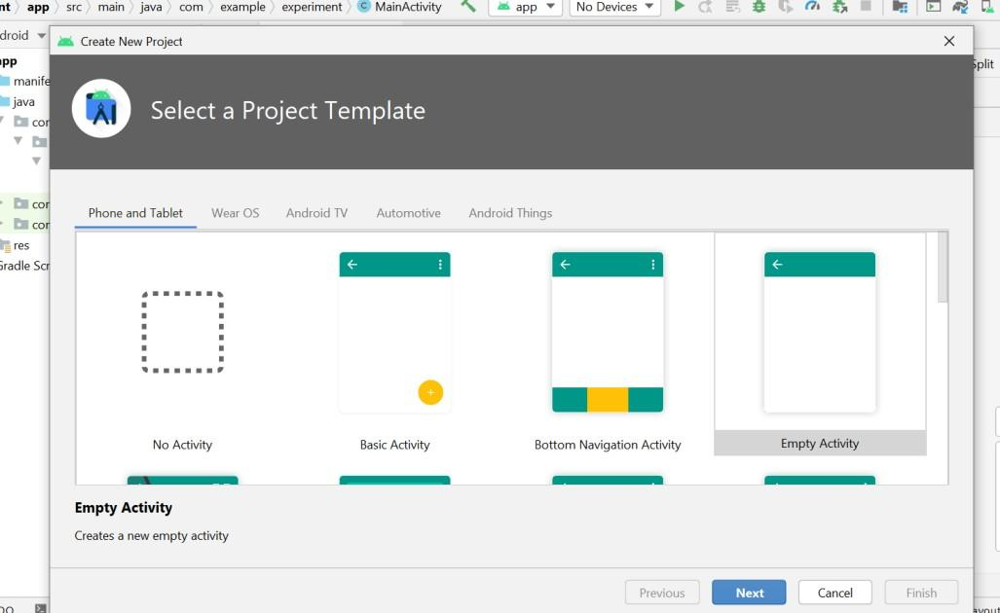 nt app src main java com example experiment C MainActivity app No Devices
droid
Create New Project
Split
app
Select a Project Template
manife
java
cor
Phone and Tablet Wear OS Android TV Automotive Android Things
cor
cor
res
Gradle Scr
No Activity Basic Activity Bottom Navigation Activity Empty Activity
Empty Activity
Creates a new empty activity
Previous Next Cancel Finish